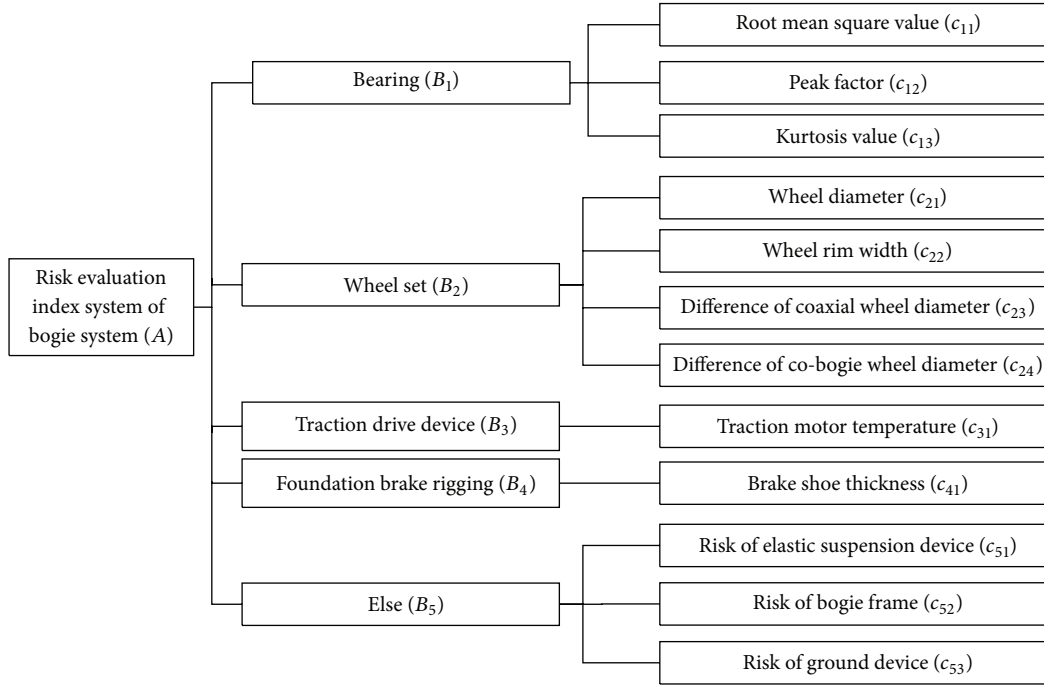 Risk evaluation
index system of
bogie system (A)
Bearing (B₁)
Root mean square value (c₁₁)
Peak factor (c₁₂)
Kurtosis value (c₁₃)
Wheel set (B₂)
Wheel diameter (c₂₁)
Wheel rim width (c₂₂)
Difference of coaxial wheel diameter (c₂₃)
Difference of co-bogie wheel diameter (c₂₄)
Traction drive device (B₃)
Traction motor temperature (c₃₁)
Foundation brake rigging (B₄)
Brake shoe thickness (c₄₁)
Else (B₅)
Risk of elastic suspension device (c₅₁)
Risk of bogie frame (c₅₂)
Risk of ground device (c₅₃)